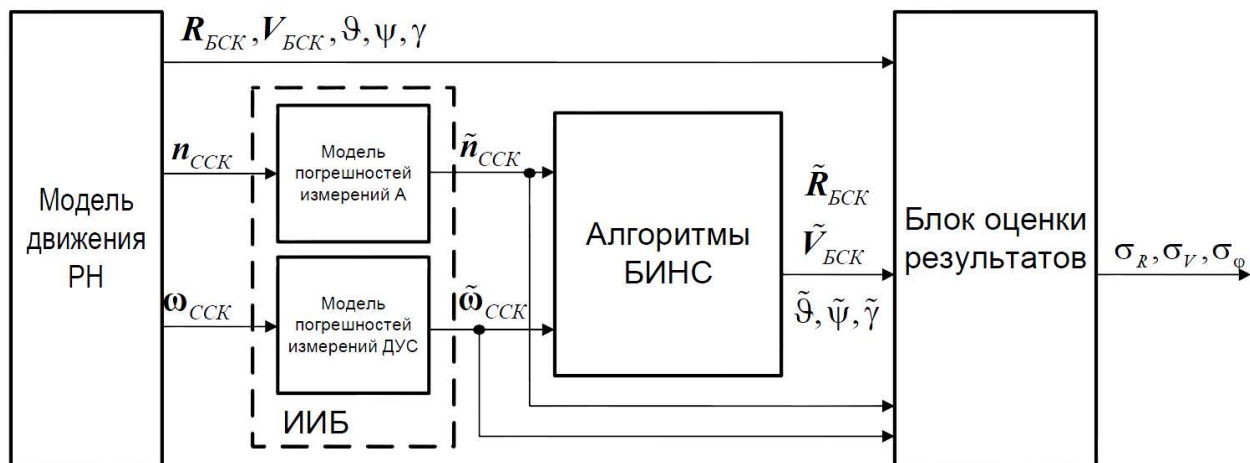 R_БСК, V_БСК, ϑ, ψ, γ
Модель
движения
РН
n_ССК
ω_ССК
Модель
погрешностей
измерений А
Модель
погрешностей
измерений ДУС
ИИБ
ñ_ССК
ω̃_ССК
Алгоритмы
БИНС
R̃_БСК
Ṽ_БСК
ϑ̃, ψ̃, γ̃
Блок оценки
результатов
σ_R, σ_V, σ_φ